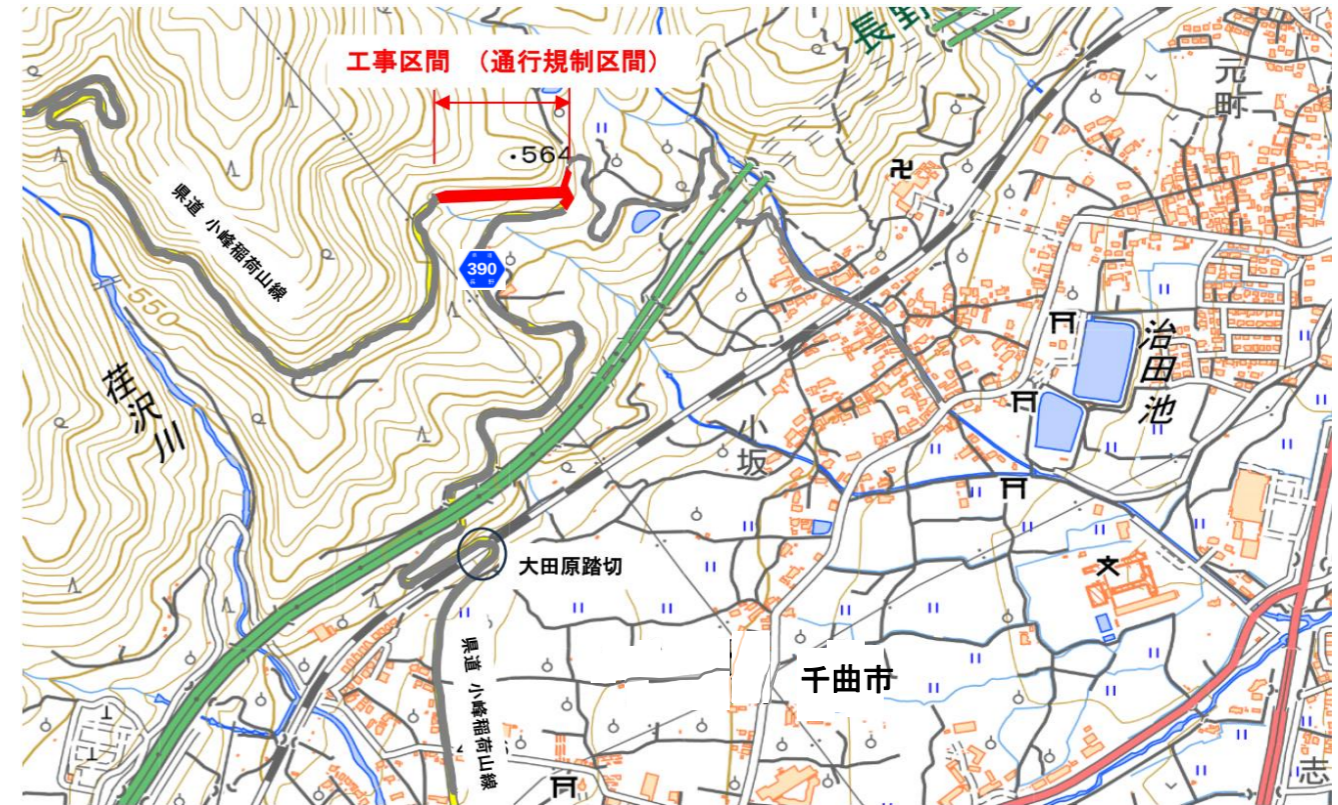 工事区間 （通行規制区間）
長野
元町
・564
県道 小峰稲荷山線
390
550
荏沢川
治田池
小坂
大田原踏切
県道 小峰稲荷山線
千曲市
志